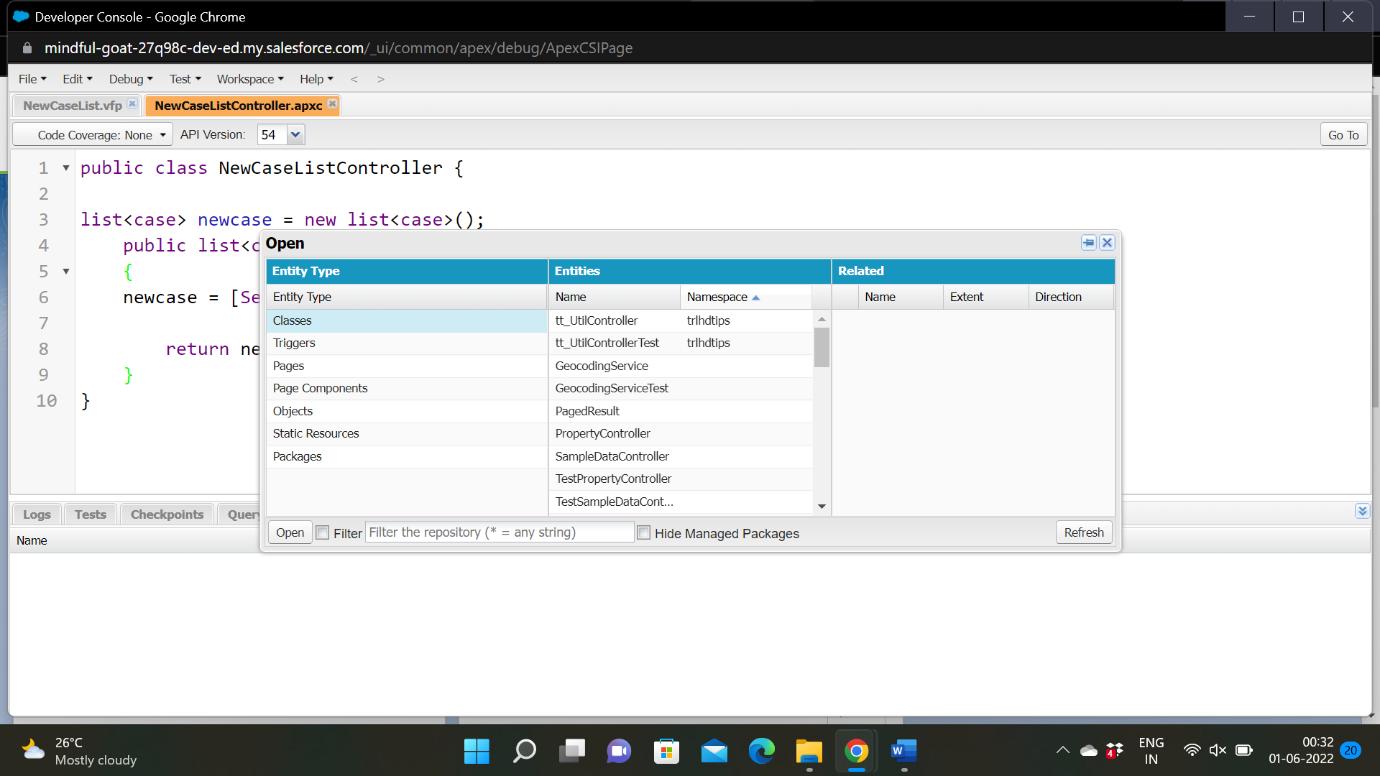 Developer Console - Google Chrome
mindful-goat-27q98c-dev-ed.my.salesforce.com/_ui/common/apex/debug/ApexCSIPage
File Edit Debug Test Workspace Help < >
NewCaseList.vfp NewCaseListController.apxc
Code Coverage: None API Version: 54 Go To
1 public class NewCaseListController {
2
3 list<case> newcase = new list<case>();
4 public list<c
5 {
6 newcase = [Se
7
8 return ne
9 }
10 }
Open
Entity Type Entities Related
Entity Type Name Namespace Name Extent Direction
Classes tt_UtilController trlhdtips
Triggers tt_UtilControllerTest trlhdtips
Pages GeocodingService
Page Components GeocodingServiceTest
Objects PagedResult
Static Resources PropertyController
Packages SampleDataController
TestPropertyController
TestSampleDataCont...
Open Filter Filter the repository (* = any string) Hide Managed Packages Refresh
Logs Tests Checkpoints Query
Name
26°C
Mostly cloudy
ENG
IN
00:32
01-06-2022
20
4